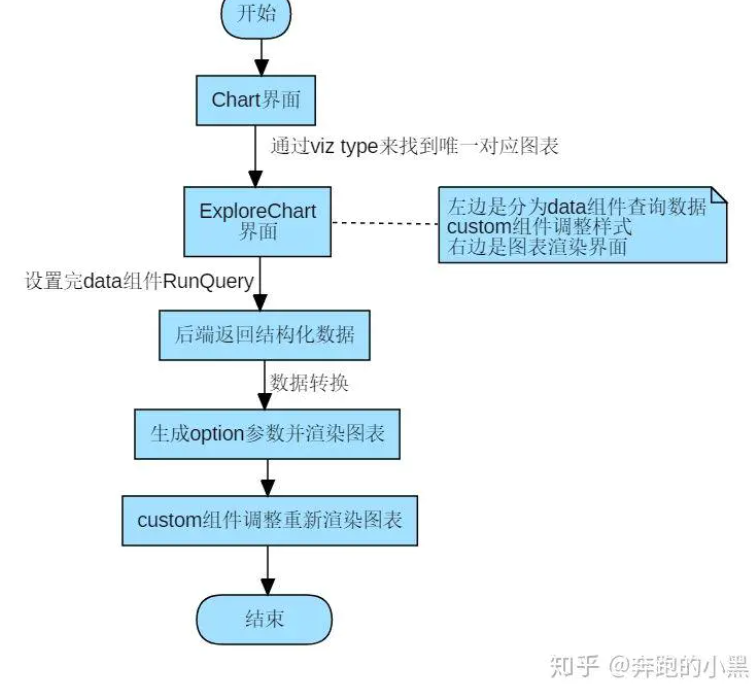 开始
Chart界面
通过viz type来找到唯一对应图表
ExploreChart
界面
左边是分为data组件查询数据
custom组件调整样式
右边是图表渲染界面
设置完data组件RunQuery
后端返回结构化数据
数据转换
生成option参数并渲染图表
custom组件调整重新渲染图表
结束
知乎 @奔跑的小黑